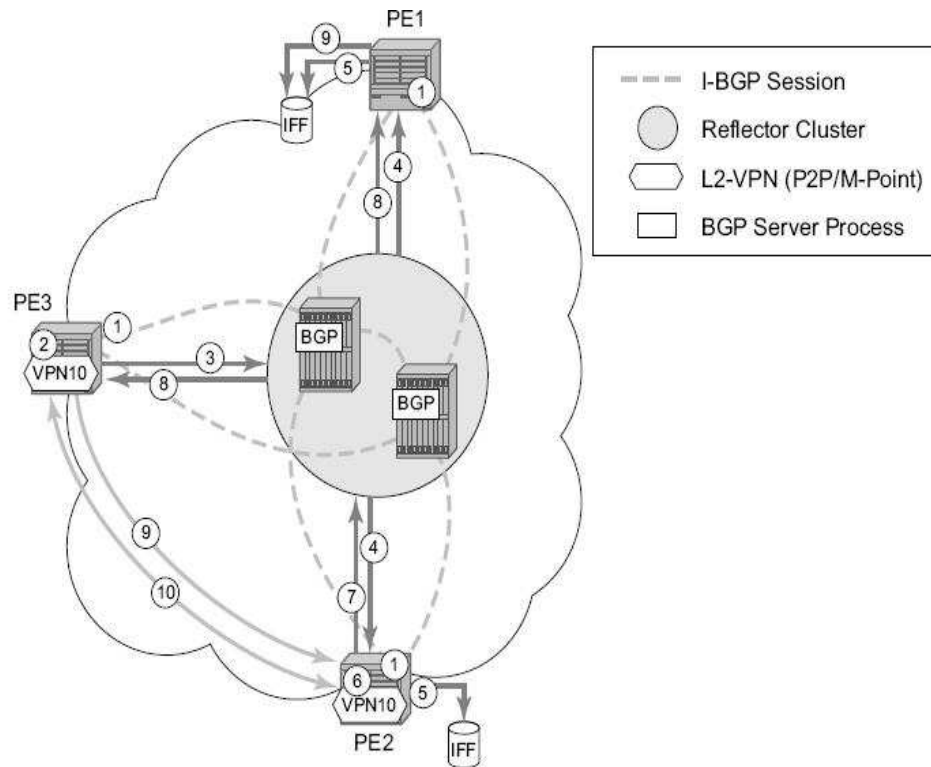 PE1
9
5
1
IFF
4
8
I-BGP Session
Reflector Cluster
L2-VPN (P2P/M-Point)
BGP Server Process
PE3
1
2
VPN10
3
8
BGP
BGP
9
10
4
7
1
6
5
VPN10
PE2
IFF